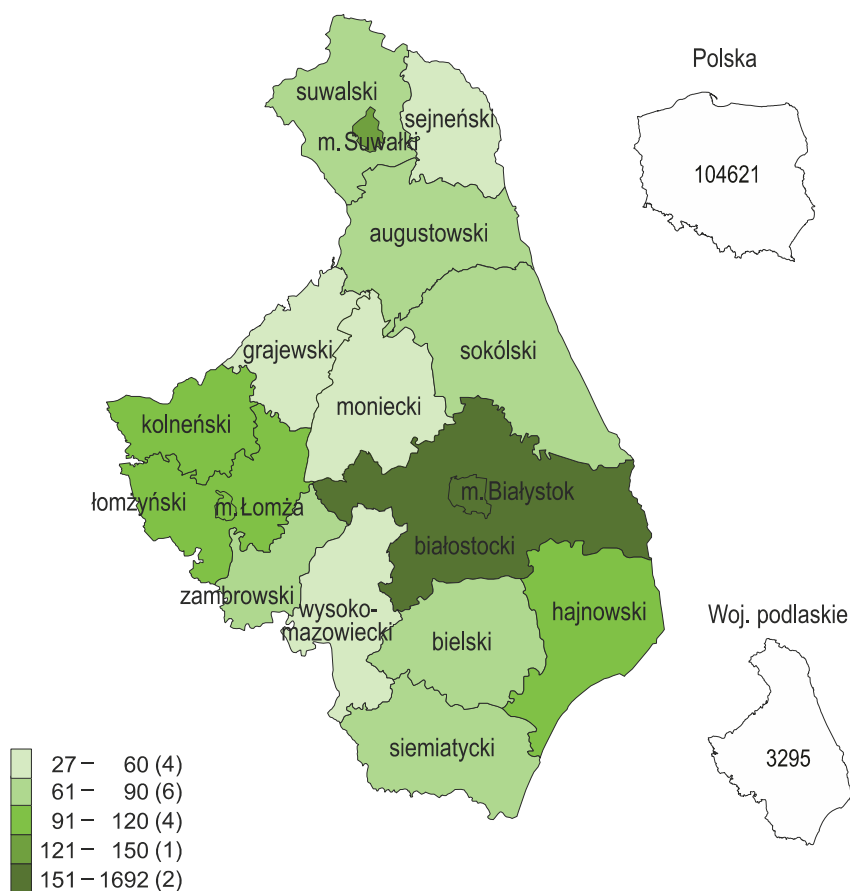 Polska
104621
suwalski
sejneński
m. Suwałki
augustowski
grajewski
sokólski
moniecki
kolneński
łomżyński
m. Łomża
m. Białystok
białostocki
zambrowski
wysoko-
mazowiecki
hajnowski
bielski
siemiatycki
Woj. podlaskie
3295
27 – 60 (4)
61 – 90 (6)
91 – 120 (4)
121 – 150 (1)
151 – 1692 (2)